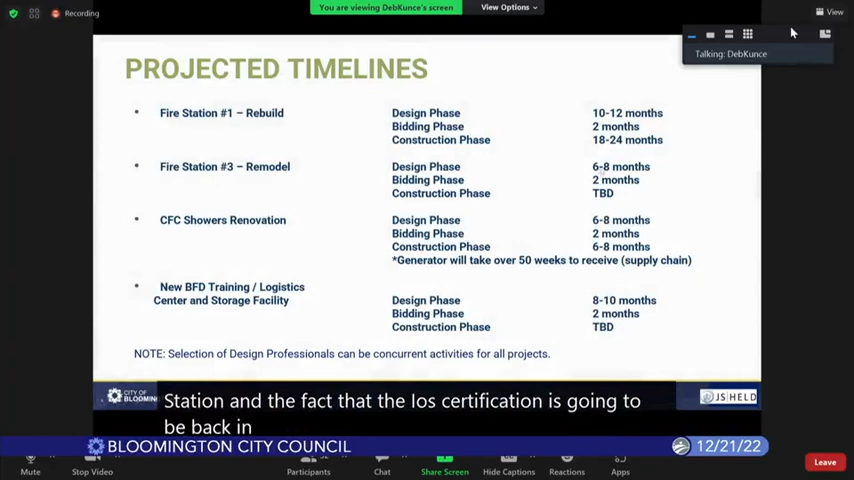 Recording
You are viewing DebKunce's screen
View Options
View
Talking: DebKunce
PROJECTED TIMELINES
• Fire Station #1 – Rebuild
Design Phase 10-12 months
Bidding Phase 2 months
Construction Phase 18-24 months
• Fire Station #3 – Remodel
Design Phase 6-8 months
Bidding Phase 2 months
Construction Phase TBD
• CFC Showers Renovation
Design Phase 6-8 months
Bidding Phase 2 months
Construction Phase 6-8 months
*Generator will take over 50 weeks to receive (supply chain)
• New BFD Training / Logistics
Center and Storage Facility
Design Phase 8-10 months
Bidding Phase 2 months
Construction Phase TBD
NOTE: Selection of Design Professionals can be concurrent activities for all projects.
CITY OF
BLOOMIN
JS HELD
Station and the fact that the Ios certification is going to
be back in
BLOOMINGTON CITY COUNCIL
12/21/22
Mute
Stop Video
Participants
Chat
Share Screen
Hide Captions
Reactions
Apps
Leave